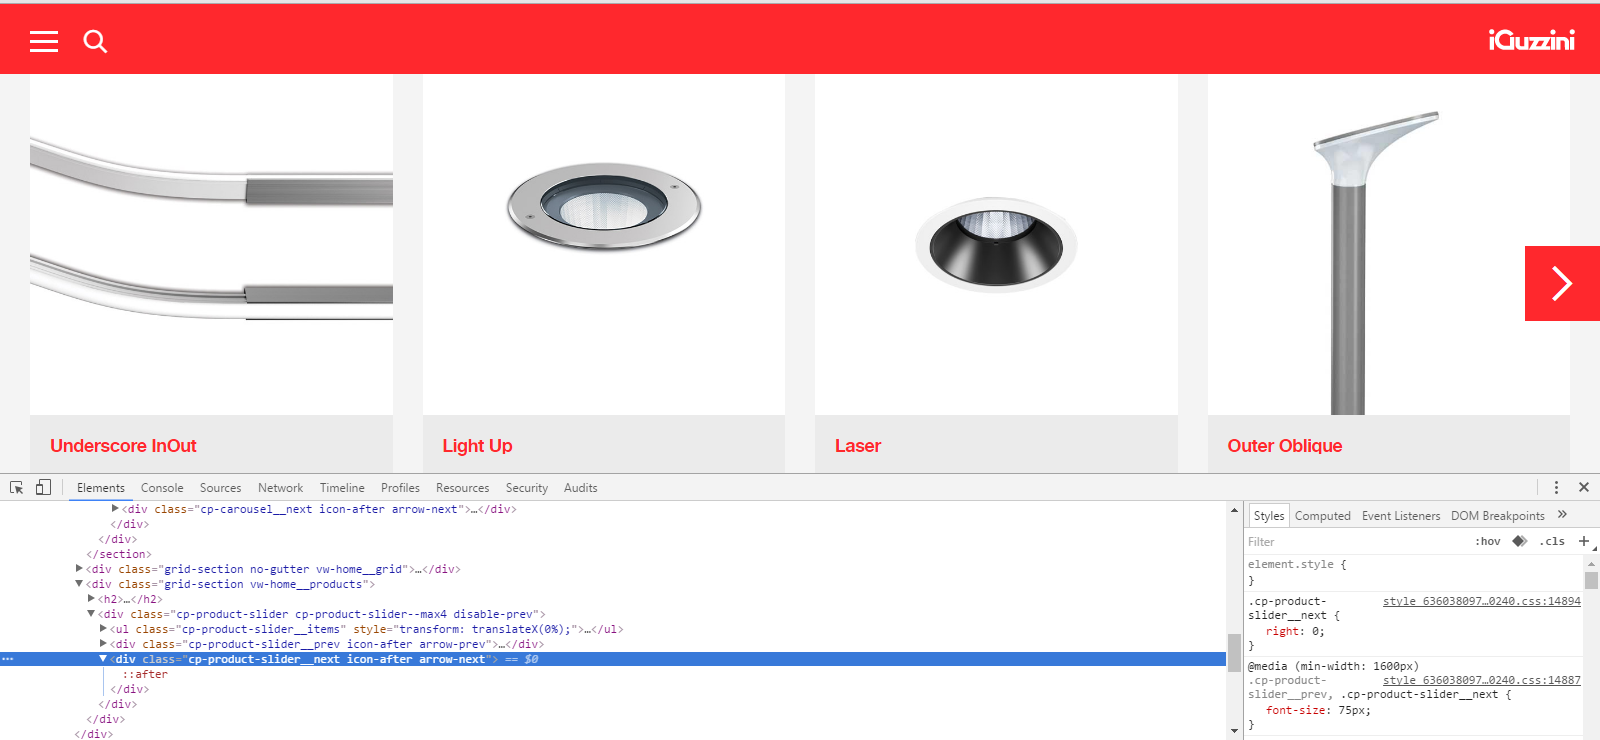 iGuzzini
Underscore InOut
Light Up
Laser
Outer Oblique
Elements Console Sources Network Timeline Profiles Resources Security Audits
<div class="cp-carousel__next icon-after arrow-next">…</div>
</div>
</div>
</section>
<div class="grid-section no-gutter vw-home__grid">…</div>
<div class="grid-section vw-home__products">
<h2>…</h2>
<div class="cp-product-slider cp-product-slider--max4 disable-prev">
<ul class="cp-product-slider__items" style="transform: translateX(0%);">…</ul>
<div class="cp-product-slider__prev icon-after arrow-prev">…</div>
<div class="cp-product-slider__next icon-after arrow-next"> == $0
::after
</div>
</div>
</div>
</div>
Styles Computed Event Listeners DOM Breakpoints »
Filter :hov .cls +
element.style {
}
.cp-product- style 636038097…0240.css:14894
slider__next {
right: 0;
}
@media (min-width: 1600px)
.cp-product- style 636038097…0240.css:14887
slider__prev, .cp-product-slider__next {
font-size: 75px;
}